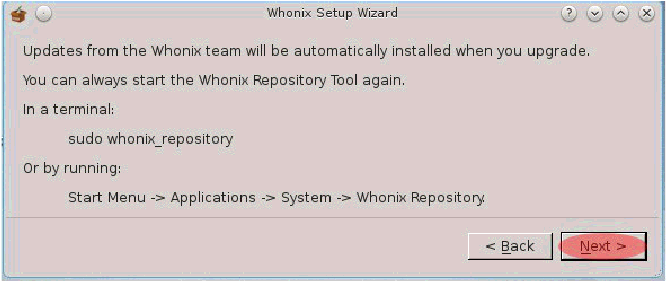 Whonix Setup Wizard
Updates from the Whonix team will be automatically installed when you upgrade.
You can always start the Whonix Repository Tool again.
In a terminal:
sudo whonix_repository
Or by running:
Start Menu -> Applications -> System -> Whonix Repository.
< Back
Next >